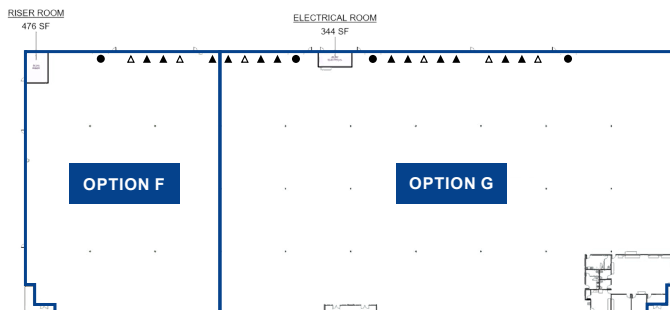 RISER ROOM
476 SF
ELECTRICAL ROOM
344 SF
OPTION F
OPTION G